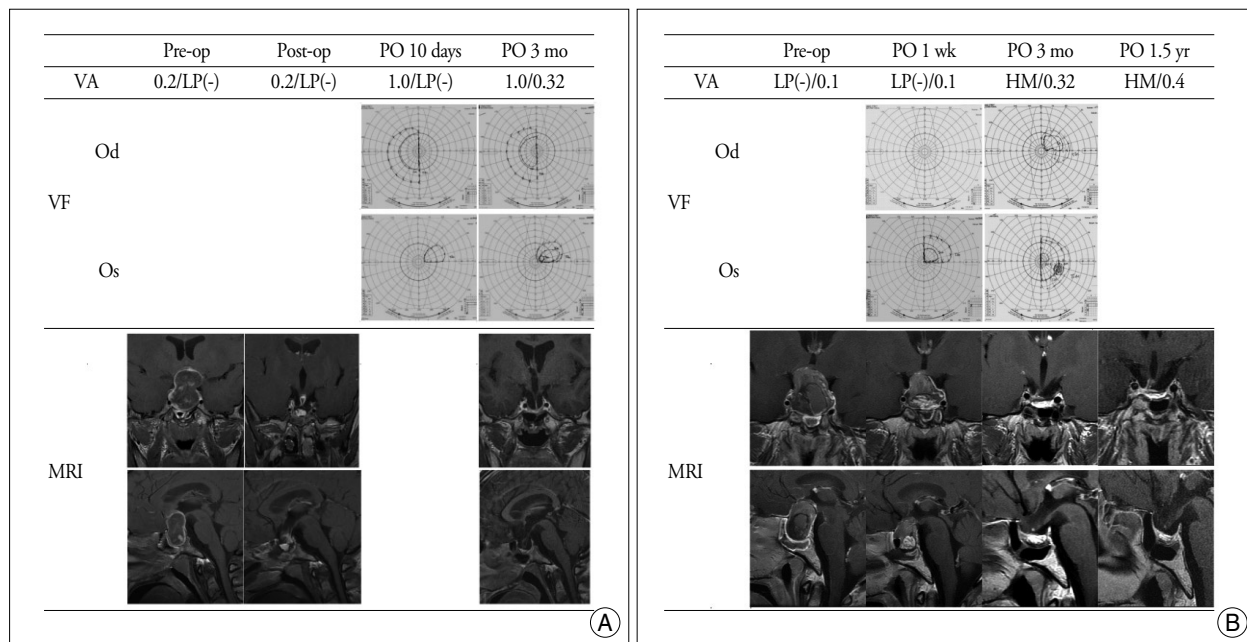 Pre-op Post-op PO 10 days PO 3 mo
VA 0.2/LP(-) 0.2/LP(-) 1.0/LP(-) 1.0/0.32
Od
VF
Os
MRI
A
Pre-op PO 1 wk PO 3 mo PO 1.5 yr
VA LP(-)/0.1 LP(-)/0.1 HM/0.32 HM/0.4
Od
VF
Os
MRI
B